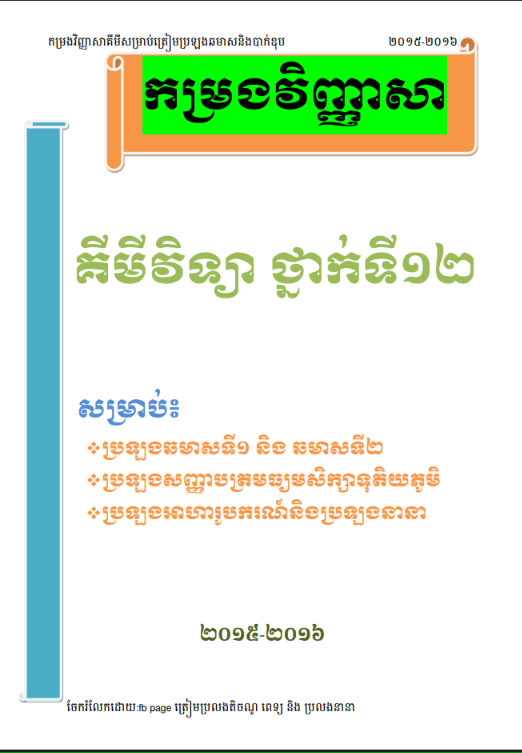 កម្រងវិញ្ញាសាគីមីសម្រាប់ត្រៀមប្រឡងឆមាសនិងបាក់ឌុប ២០១៥-២០១៦
កម្រងវិញ្ញាសា
គីមីវិទ្យា ថ្នាក់ទី១២
សម្រាប់៖
❖ប្រឡងឆមាសទី១ និង ឆមាសទី២
❖ប្រឡងសញ្ញាបត្រមធ្យមសិក្សាទុតិយភូមិ
❖ប្រឡងអាហារូបករណ៍និងប្រឡងនានា
២០១៥-២០១៦
ចែករំលែកដោយ:fb page ត្រៀមប្រលងតិចណូ ពេទ្យ និង ប្រលងនានា